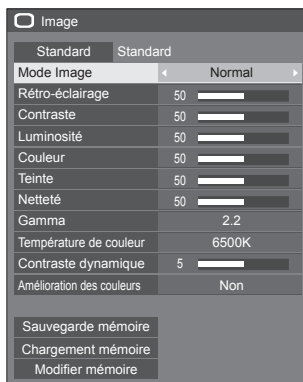 Image
Standard Standard
Mode Image Normal
Rétro-éclairage 50
Contraste 50
Luminosité 50
Couleur 50
Teinte 50
Netteté 50
Gamma 2.2
Température de couleur 6500K
Contraste dynamique 5
Amélioration des couleurs Non
Sauvegarde mémoire
Chargement mémoire
Modifier mémoire